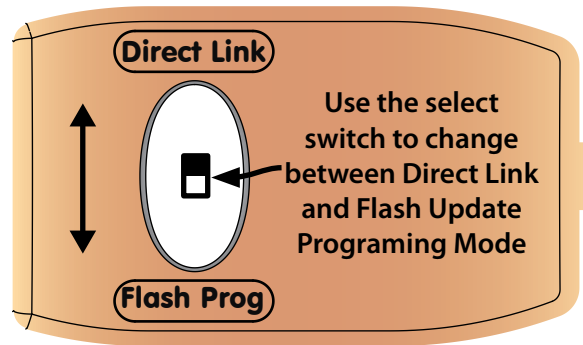 Direct Link
Use the select
switch to change
between Direct Link
and Flash Update
Programing Mode
Flash Prog